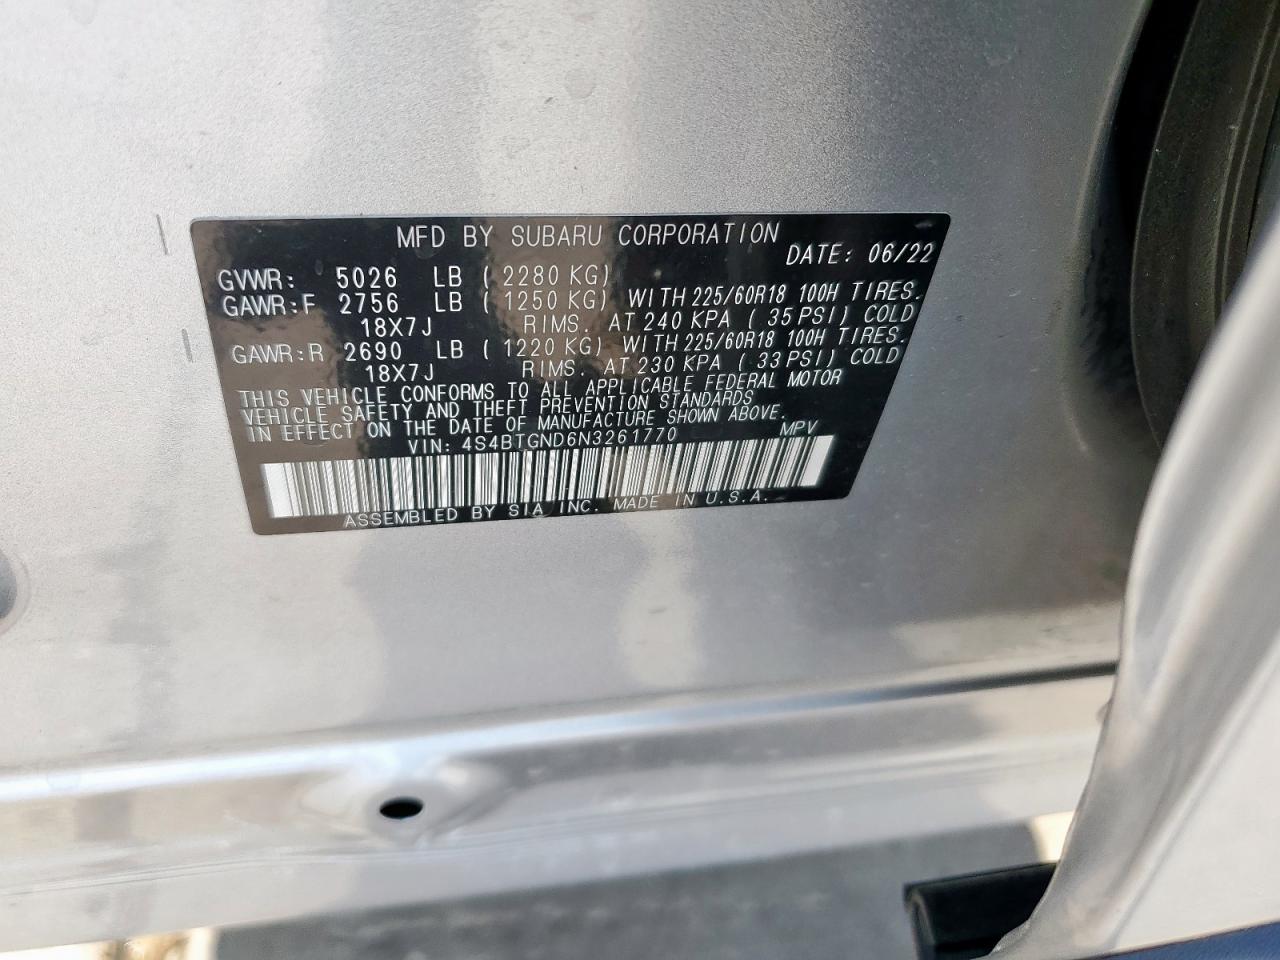 MFD BY SUBARU CORPORATION
DATE: 06/22
GVWR: 5026 LB ( 2280 KG)
GAWR:F 2756 LB ( 1250 KG) WITH 225/60R18 100H TIRES.
18X7J RIMS. AT 240 KPA ( 35 PSI) COLD
GAWR:R 2690 LB ( 1220 KG) WITH 225/60R18 100H TIRES.
18X7J RIMS. AT 230 KPA ( 33 PSI) COLD
THIS VEHICLE CONFORMS TO ALL APPLICABLE FEDERAL MOTOR
VEHICLE SAFETY AND THEFT PREVENTION STANDARDS
IN EFFECT ON THE DATE OF MANUFACTURE SHOWN ABOVE.
VIN: 4S4BTGND6N3261770 MPV
ASSEMBLED BY SIA INC. MADE IN U.S.A.